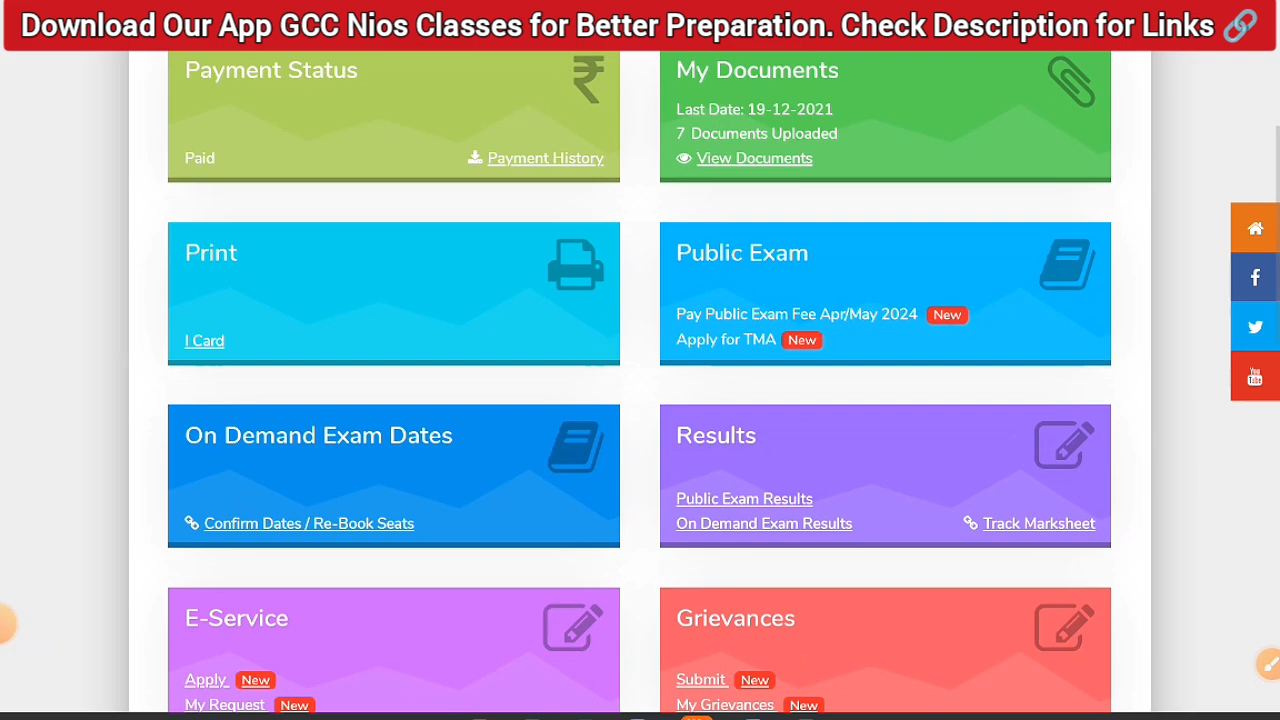 Download Our App GCC Nios Classes for Better Preparation. Check Description for Links 🔗
Payment Status
Paid
Payment History
My Documents
Last Date: 19-12-2021
7 Documents Uploaded
View Documents
Print
I Card
Public Exam
Pay Public Exam Fee Apr/May 2024 New
Apply for TMA New
On Demand Exam Dates
Confirm Dates / Re-Book Seats
Results
Public Exam Results
On Demand Exam Results
Track Marksheet
E-Service
Apply New
My Request New
Grievances
Submit New
My Grievances New
You Tube